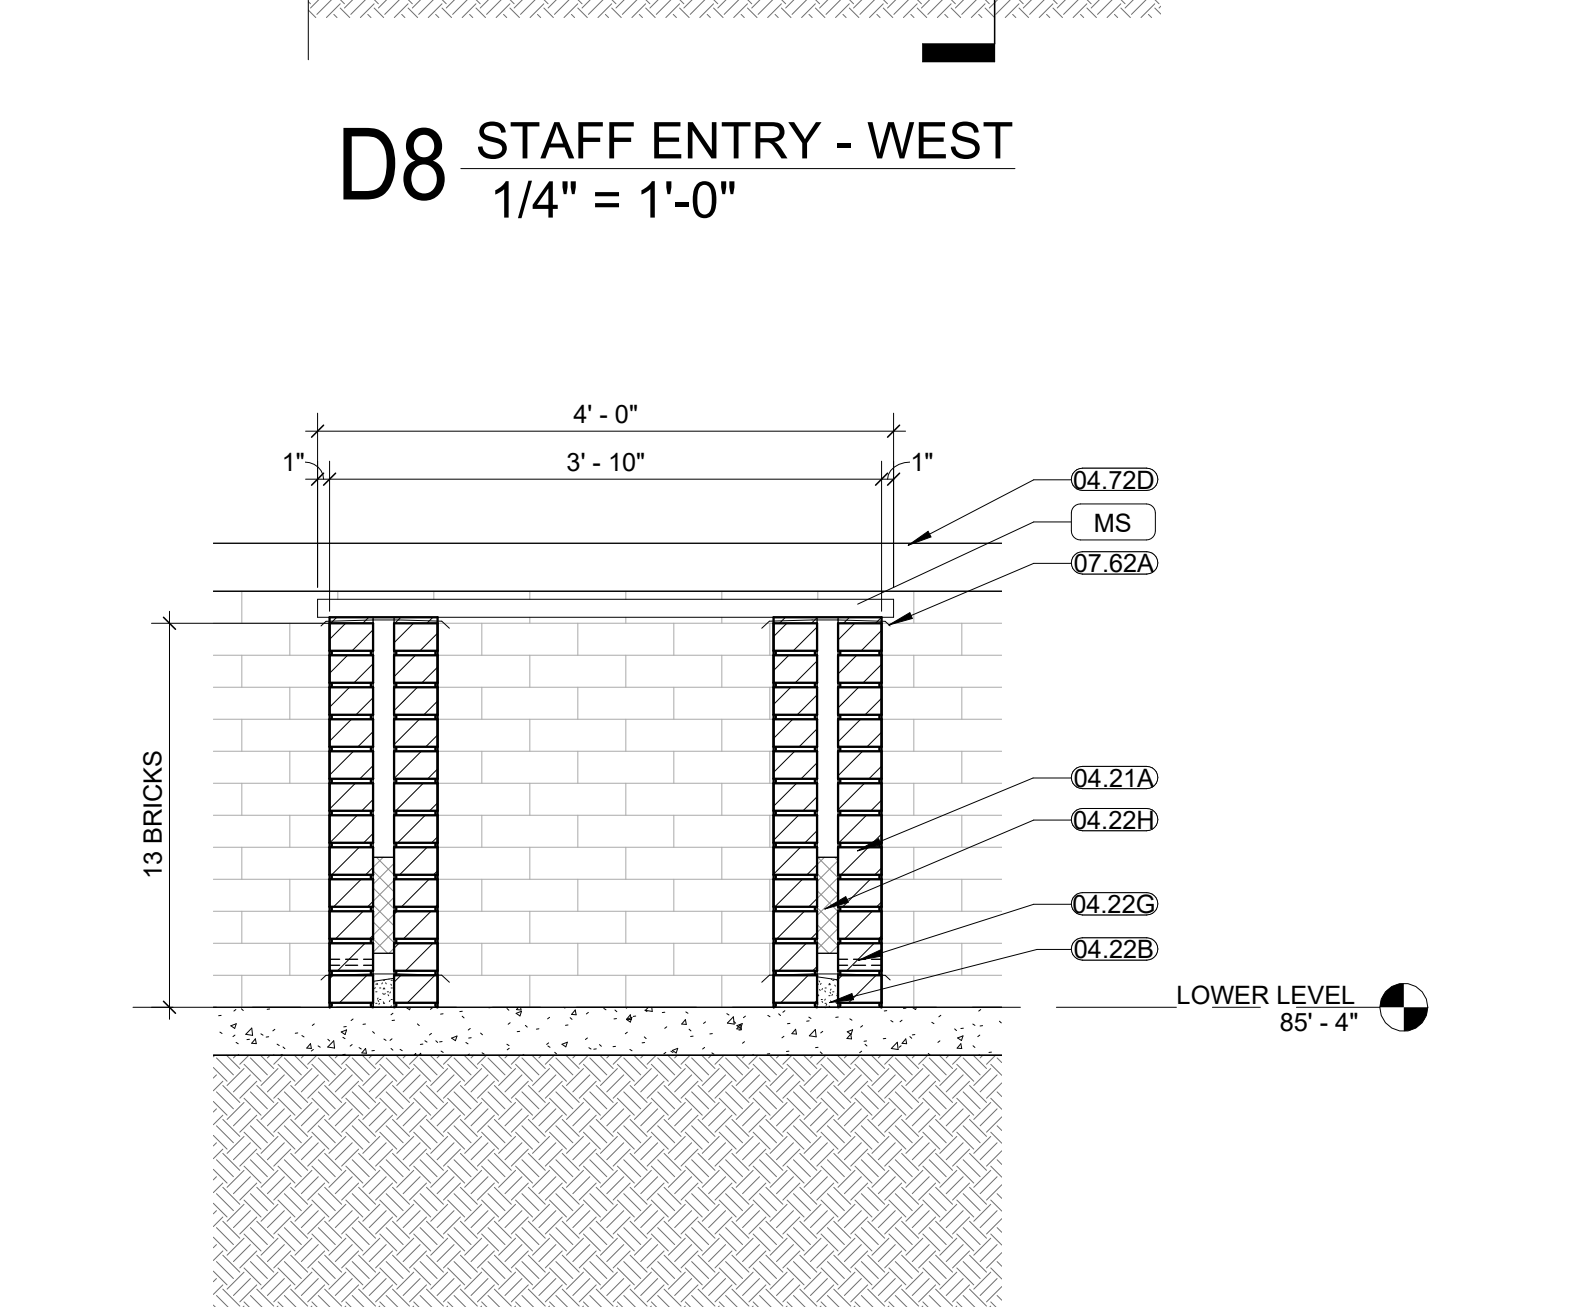 D8 STAFF ENTRY - WEST
1/4" = 1'-0"
4' - 0"
1" 3' - 10" 1"
04.72D
MS
07.62A
13 BRICKS
04.21A
04.22H
04.22G
04.22B
LOWER LEVEL
85' - 4"